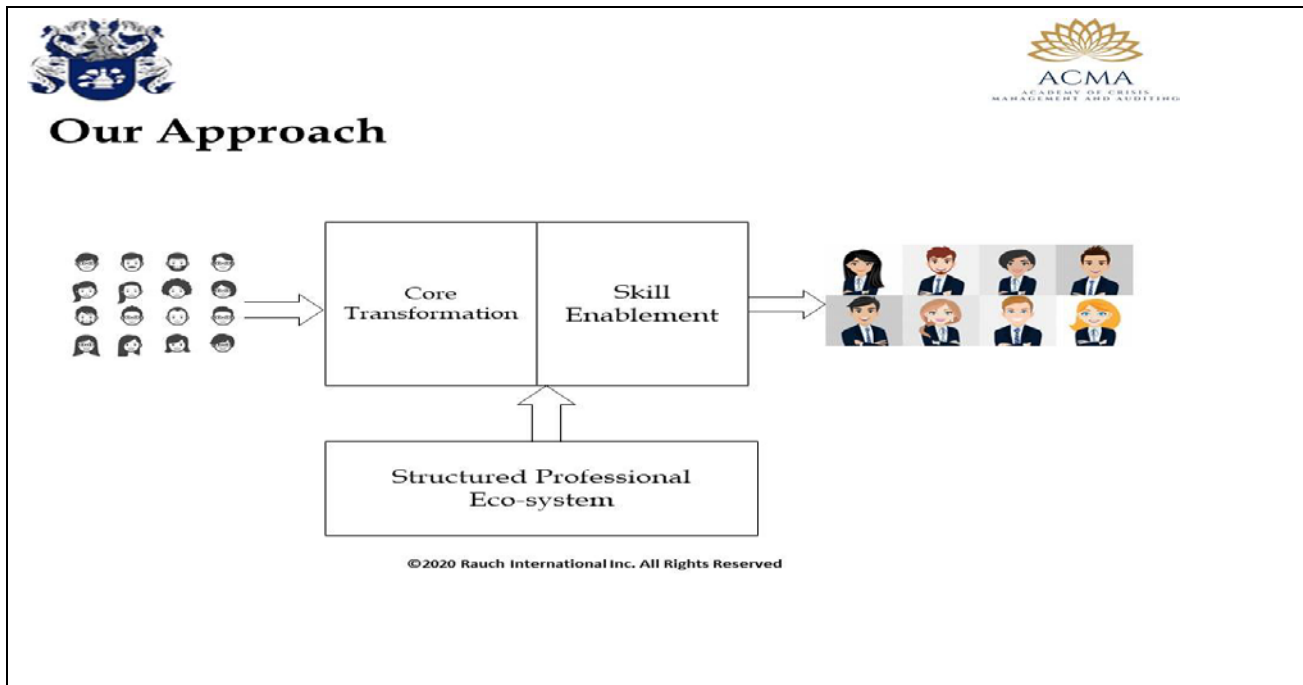 ACMA
ACADEMY OF CRISIS
MANAGEMENT AND AUDITING
Our Approach
Core
Transformation
Skill
Enablement
Structured Professional
Eco-system
©2020 Rauch International Inc. All Rights Reserved